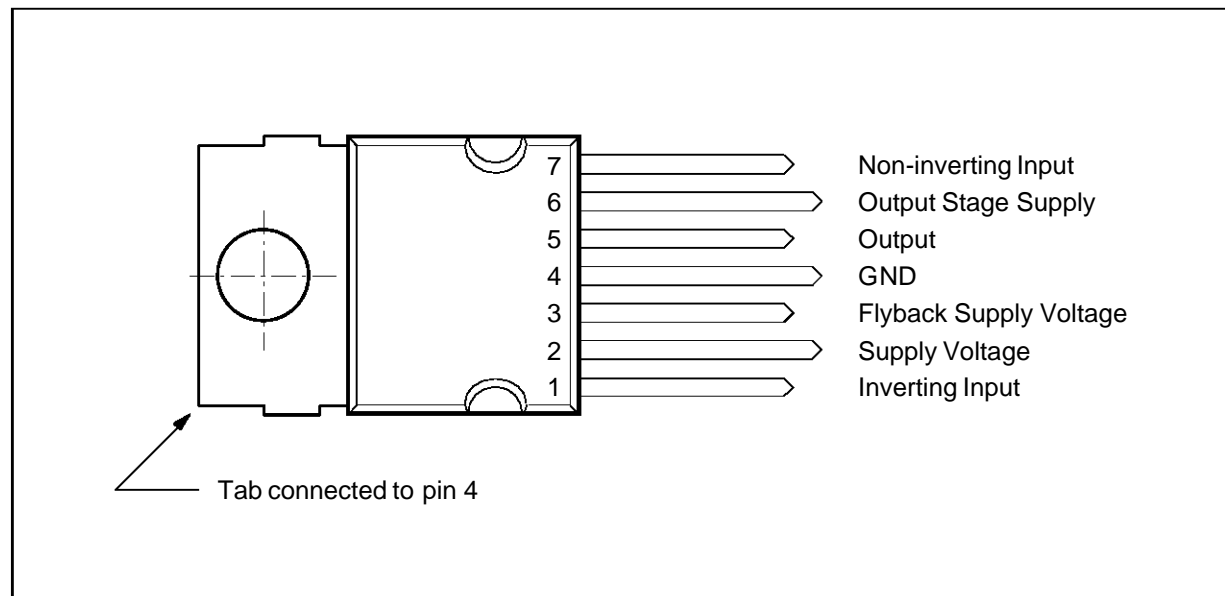 7 Non-inverting Input
6 Output Stage Supply
5 Output
4 GND
3 Flyback Supply Voltage
2 Supply Voltage
1 Inverting Input
Tab connected to pin 4